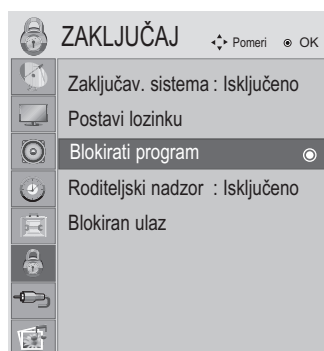 ZAKLJUČAJ Pomeri OK
Zaključav. sistema : Isključeno
Postavi lozinku
Blokirati program
Roditeljski nadzor : Isključeno
Blokiran ulaz